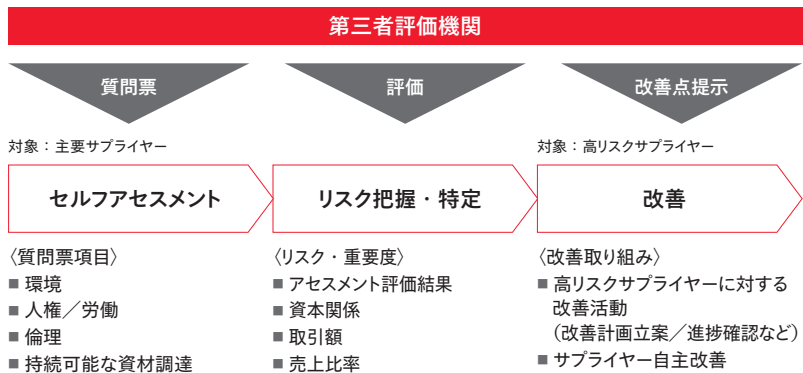 第三者評価機関
質問票
評価
改善点提示
対象：主要サプライヤー
対象：高リスクサプライヤー
セルフアセスメント
リスク把握・特定
改善
〈質問票項目〉
■ 環境
■ 人権／労働
■ 倫理
■ 持続可能な資材調達
〈リスク・重要度〉
■ アセスメント評価結果
■ 資本関係
■ 取引額
■ 売上比率
〈改善取り組み〉
■ 高リスクサプライヤーに対する
改善活動
（改善計画立案／進捗確認など）
■ サプライヤー自主改善